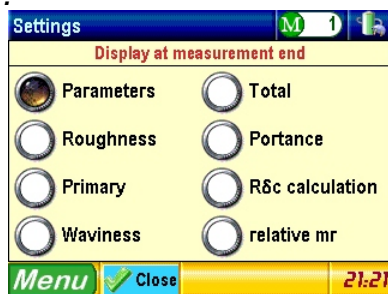 Settings M 1
Display at measurement end
Parameters Total
Roughness Portance
Primary Rδc calculation
Waviness relative mr
Menu Close 21:21